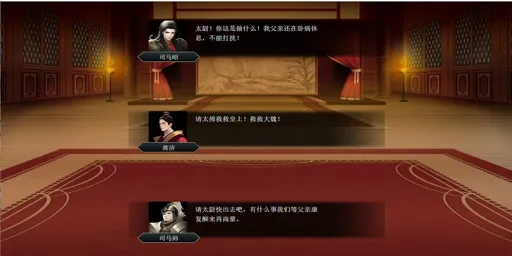 太尉！你这是做什么！我父亲还在卧病休
息，不能打扰！
司马昭
请太傅救救皇上！救救大魏！
蒋济
请太尉快出去吧，有什么事我们等父亲康
复醒来再商量。
司马师